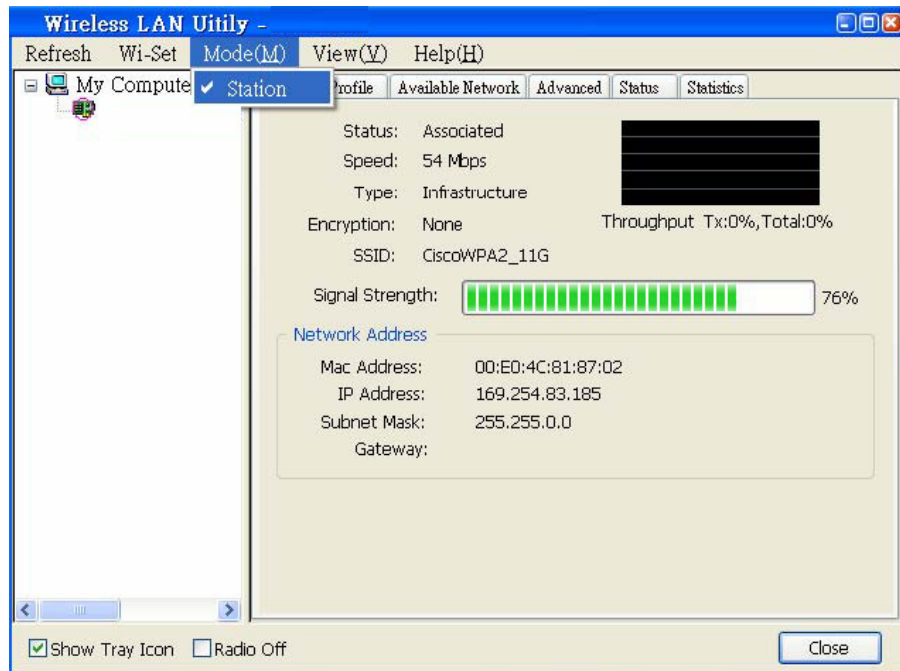 Wireless LAN Uitily -
Refresh Wi-Set Mode(M) View(V) Help(H)
My Compute
Station
rofile Available Network Advanced Status Statistics
Status: Associated
Speed: 54 Mbps
Type: Infrastructure
Encryption: None
SSID: CiscoWPA2_11G
Throughput Tx:0%,Total:0%
Signal Strength: 76%
Network Address
Mac Address: 00:E0:4C:81:87:02
IP Address: 169.254.83.185
Subnet Mask: 255.255.0.0
Gateway:
Show Tray Icon Radio Off Close